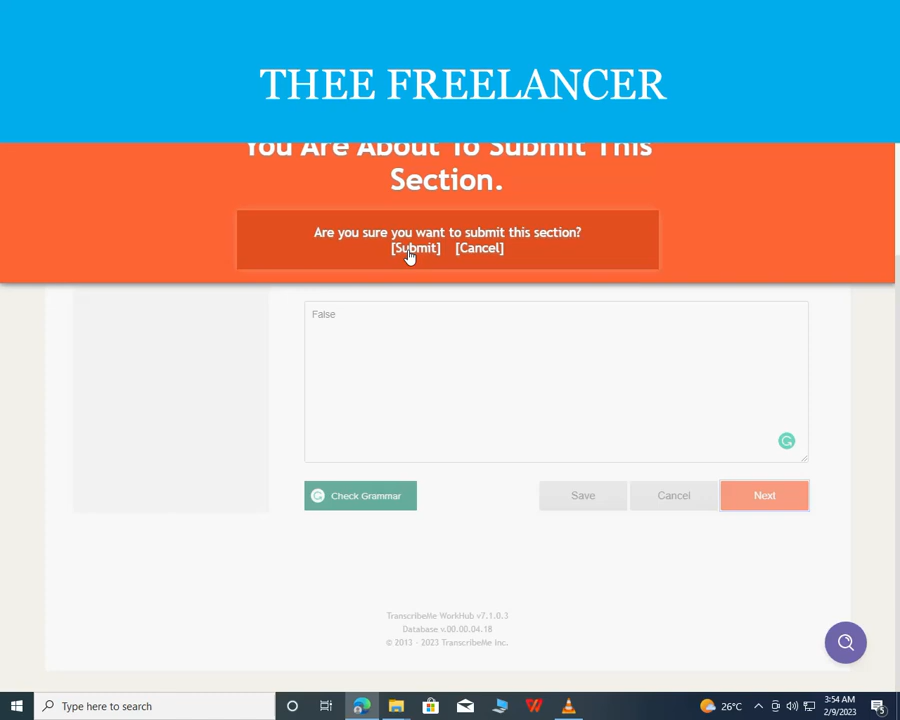 THEE FREELANCER
You Are About To Submit This
Section.
Are you sure you want to submit this section?
[Submit] [Cancel]
False
Check Grammar
Save
Cancel
Next
TranscribeMe WorkHub v7.1.0.3
Database v.00.00.04.18
© 2013 - 2023 TranscribeMe Inc.
Type here to search
26°C
3:54 AM
2/9/2023
5